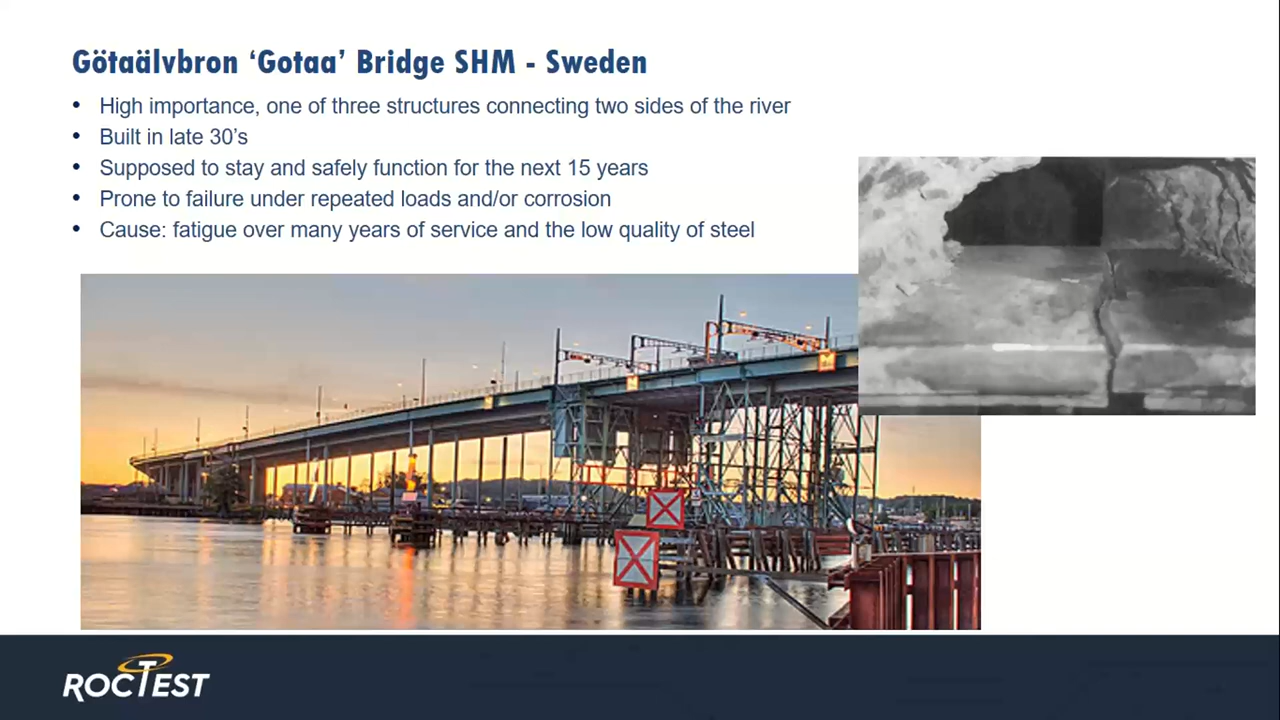 Götaälvbron ‘Gotaa’ Bridge SHM - Sweden
• High importance, one of three structures connecting two sides of the river
• Built in late 30’s
• Supposed to stay and safely function for the next 15 years
• Prone to failure under repeated loads and/or corrosion
• Cause: fatigue over many years of service and the low quality of steel
ROCTEST